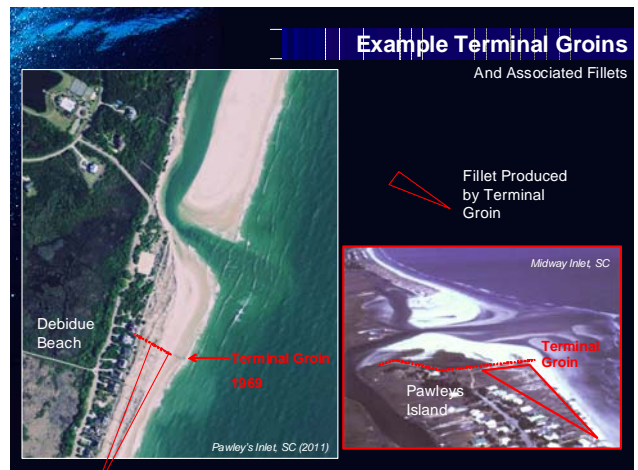 Example Terminal Groins
And Associated Fillets
Fillet Produced
by Terminal
Groin
Debidue
Beach
Terminal Groin
1969
Pawley's Inlet, SC (2011)
Midway Inlet, SC
Terminal
Groin
Pawleys
Island